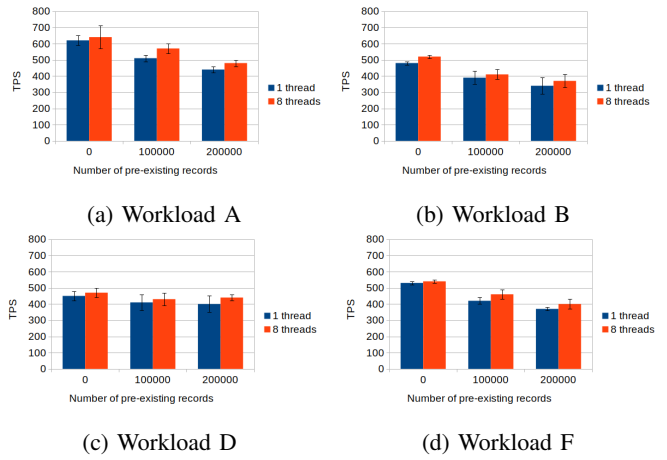 800
700
600
500
400
300
200
100
0
TPS
0 100000 200000
Number of pre-existing records
1 thread
8 threads
(a) Workload A
800
700
600
500
400
300
200
100
0
TPS
0 100000 200000
Number of pre-existing records
1 thread
8 threads
(b) Workload B
800
700
600
500
400
300
200
100
0
TPS
0 100000 200000
Number of pre-existing records
1 thread
8 threads
(c) Workload D
800
700
600
500
400
300
200
100
0
TPS
0 100000 200000
Number of pre-existing records
1 thread
8 threads
(d) Workload F